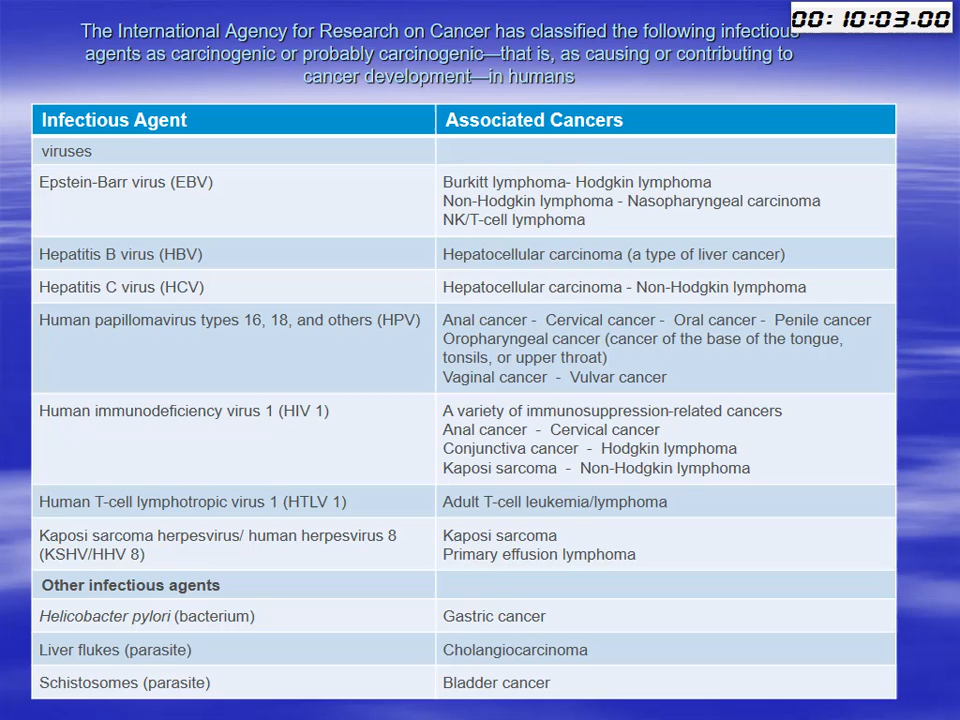 00:10:03.00
The International Agency for Research on Cancer has classified the following infectious
agents as carcinogenic or probably carcinogenic—that is, as causing or contributing to
cancer development—in humans
Infectious Agent Associated Cancers
viruses
Epstein-Barr virus (EBV) Burkitt lymphoma- Hodgkin lymphoma
Non-Hodgkin lymphoma - Nasopharyngeal carcinoma
NK/T-cell lymphoma
Hepatitis B virus (HBV) Hepatocellular carcinoma (a type of liver cancer)
Hepatitis C virus (HCV) Hepatocellular carcinoma - Non-Hodgkin lymphoma
Human papillomavirus types 16, 18, and others (HPV) Anal cancer - Cervical cancer - Oral cancer - Penile cancer
Oropharyngeal cancer (cancer of the base of the tongue,
tonsils, or upper throat)
Vaginal cancer - Vulvar cancer
Human immunodeficiency virus 1 (HIV 1) A variety of immunosuppression-related cancers
Anal cancer - Cervical cancer
Conjunctiva cancer - Hodgkin lymphoma
Kaposi sarcoma - Non-Hodgkin lymphoma
Human T-cell lymphotropic virus 1 (HTLV 1) Adult T-cell leukemia/lymphoma
Kaposi sarcoma herpesvirus/ human herpesvirus 8 Kaposi sarcoma
(KSHV/HHV 8) Primary effusion lymphoma
Other infectious agents
Helicobacter pylori (bacterium) Gastric cancer
Liver flukes (parasite) Cholangiocarcinoma
Schistosomes (parasite) Bladder cancer